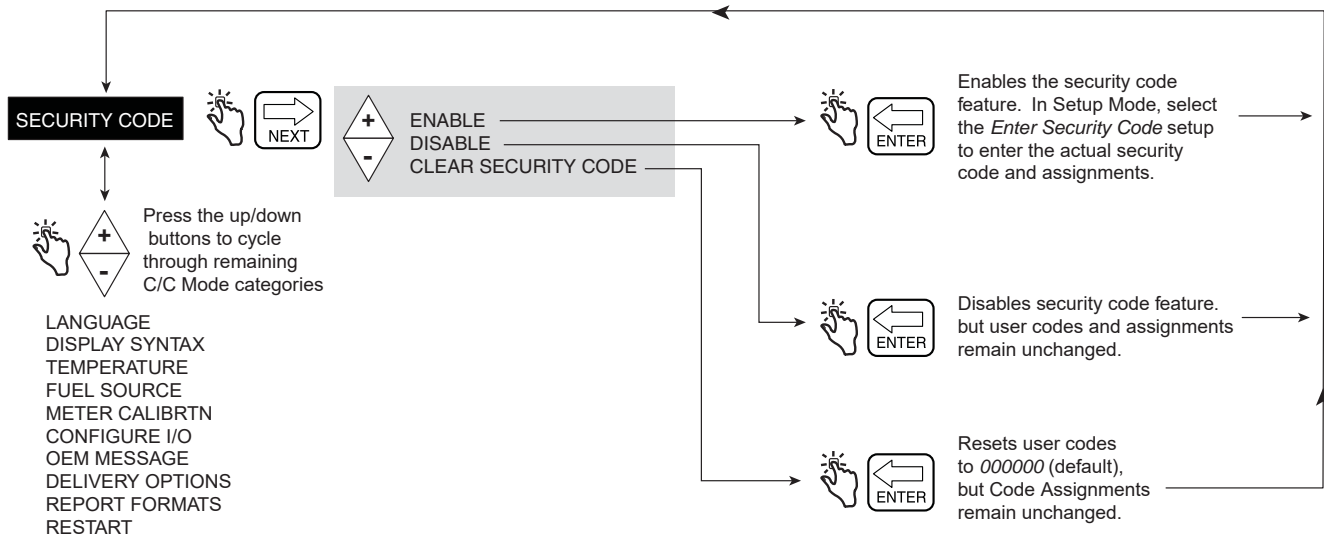 SECURITY CODE
NEXT
+
-
ENABLE
DISABLE
CLEAR SECURITY CODE
ENTER
Enables the security code
feature. In Setup Mode, select
the Enter Security Code setup
to enter the actual security
code and assignments.
+
-
Press the up/down
buttons to cycle
through remaining
C/C Mode categories
LANGUAGE
DISPLAY SYNTAX
TEMPERATURE
FUEL SOURCE
METER CALIBRTN
CONFIGURE I/O
OEM MESSAGE
DELIVERY OPTIONS
REPORT FORMATS
RESTART
ENTER
Disables security code feature.
but user codes and assignments
remain unchanged.
ENTER
Resets user codes
to 000000 (default),
but Code Assignments
remain unchanged.